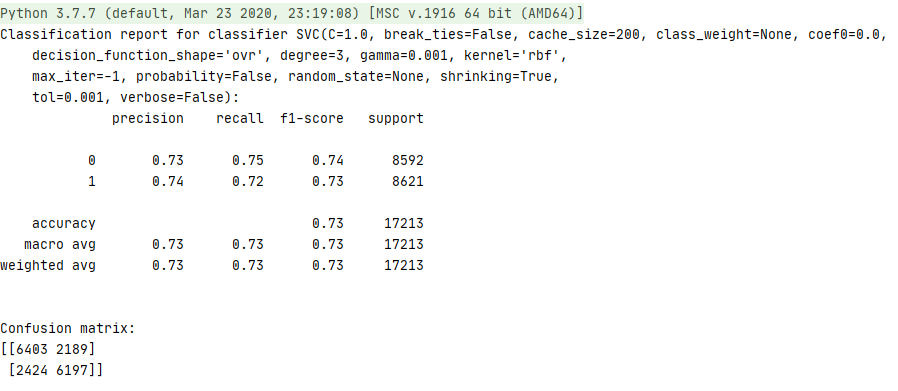 Python 3.7.7 (default, Mar 23 2020, 23:19:08) [MSC v.1916 64 bit (AMD64)]
Classification report for classifier SVC(C=1.0, break_ties=False, cache_size=200, class_weight=None, coef0=0.0,
    decision_function_shape='ovr', degree=3, gamma=0.001, kernel='rbf',
    max_iter=-1, probability=False, random_state=None, shrinking=True,
    tol=0.001, verbose=False):
              precision    recall  f1-score   support
           0       0.73      0.75      0.74      8592
           1       0.74      0.72      0.73      8621
    accuracy                           0.73     17213
   macro avg       0.73      0.73      0.73     17213
weighted avg       0.73      0.73      0.73     17213
Confusion matrix:
[[6403 2189]
 [2424 6197]]